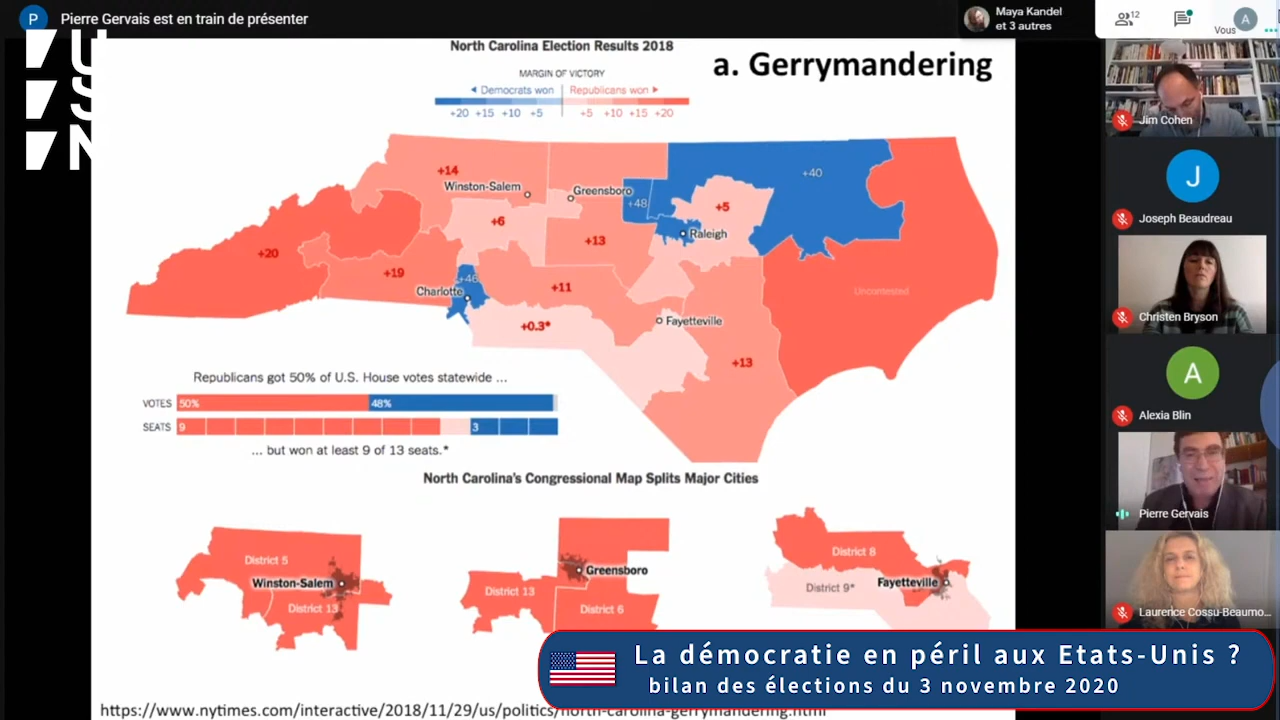 P Pierre Gervais est en train de présenter
Maya Kandel
et 3 autres
12
Vous
A
North Carolina Election Results 2018
a. Gerrymandering
MARGIN OF VICTORY
◄ Democrats won
Republicans won ►
+20 +15 +10 +5
+5 +10 +15 +20
+14
Winston-Salem
Greensboro
+40
+48
+5
+6
Raleigh
+13
+20
+19
+46
Charlotte
+11
Uncontested
+0.3*
Fayetteville
+13
Republicans got 50% of U.S. House votes statewide ...
VOTES 50% 48%
SEATS 9 3
... but won at least 9 of 13 seats.*
North Carolina's Congressional Map Splits Major Cities
District 5
Winston-Salem
District 13
Greensboro
District 13
District 6
District 8
Fayetteville
District 9*
https://www.nytimes.com/interactive/2018/11/29/us/politics/north-carolina-gerrymandering.html
Jim Cohen
J
Joseph Beaudreau
Christen Bryson
A
Alexia Blin
Pierre Gervais
Laurence Cossu-Beaumo...
La démocratie en péril aux Etats-Unis ?
bilan des élections du 3 novembre 2020